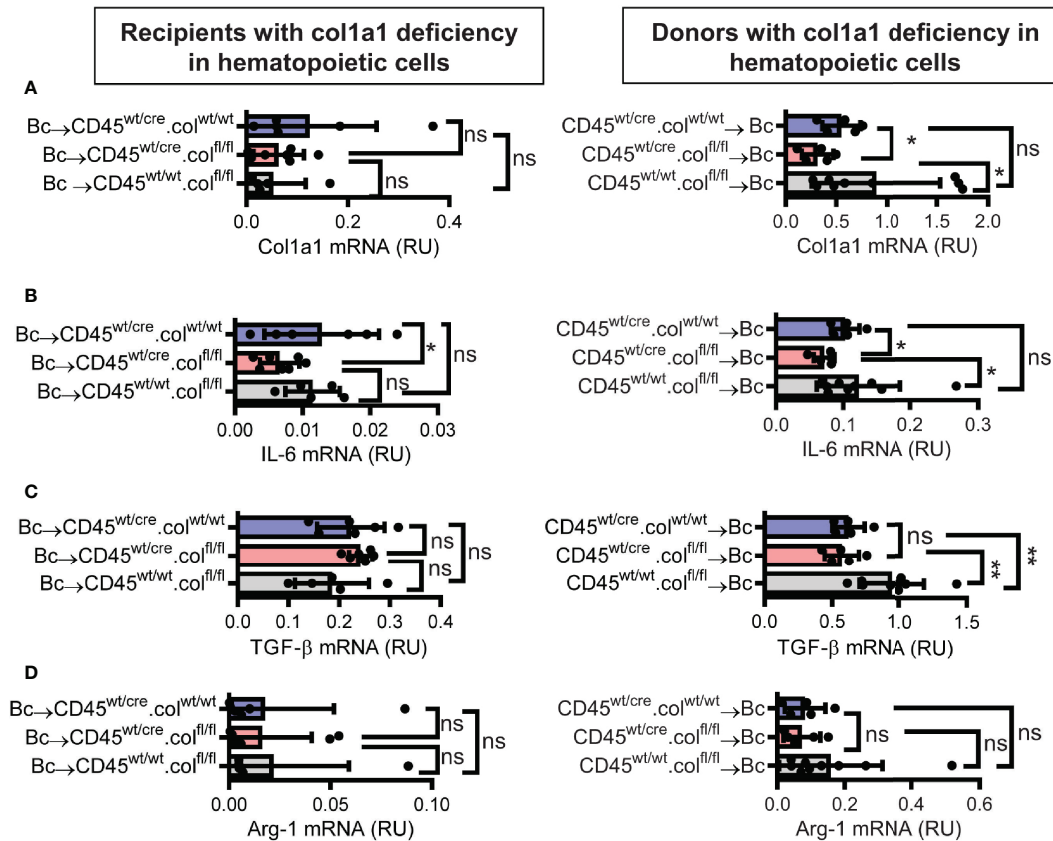 Recipients with col1a1 deficiency
in hematopoietic cells
Donors with col1a1 deficiency in
hematopoietic cells
A
Bc→CD45wt/cre.colwt/wt
Bc→CD45wt/cre.colfl/fl
Bc→CD45wt/wt.colfl/fl
ns
ns
ns
0.0 0.2 0.4
Col1a1 mRNA (RU)
CD45wt/cre.colwt/wt→Bc
CD45wt/cre.colfl/fl→Bc
CD45wt/wt.colfl/fl→Bc
*
*
ns
0.0 0.5 1.0 1.5 2.0
Col1a1 mRNA (RU)
B
Bc→CD45wt/cre.colwt/wt
Bc→CD45wt/cre.colfl/fl
Bc→CD45wt/wt.colfl/fl
*
ns
ns
0.00 0.01 0.02 0.03
IL-6 mRNA (RU)
CD45wt/cre.colwt/wt→Bc
CD45wt/cre.colfl/fl→Bc
CD45wt/wt.colfl/fl→Bc
*
*
ns
0.0 0.1 0.2 0.3
IL-6 mRNA (RU)
C
Bc→CD45wt/cre.colwt/wt
Bc→CD45wt/cre.colfl/fl
Bc→CD45wt/wt.colfl/fl
ns
ns
ns
0.0 0.1 0.2 0.3 0.4
TGF-β mRNA (RU)
CD45wt/cre.colwt/wt→Bc
CD45wt/cre.colfl/fl→Bc
CD45wt/wt.colfl/fl→Bc
ns
**
**
0.0 0.5 1.0 1.5
TGF-β mRNA (RU)
D
Bc→CD45wt/cre.colwt/wt
Bc→CD45wt/cre.colfl/fl
Bc→CD45wt/wt.colfl/fl
ns
ns
ns
0.00 0.05 0.10
Arg-1 mRNA (RU)
CD45wt/cre.colwt/wt→Bc
CD45wt/cre.colfl/fl→Bc
CD45wt/wt.colfl/fl→Bc
ns
ns
ns
0.0 0.2 0.4 0.6
Arg-1 mRNA (RU)